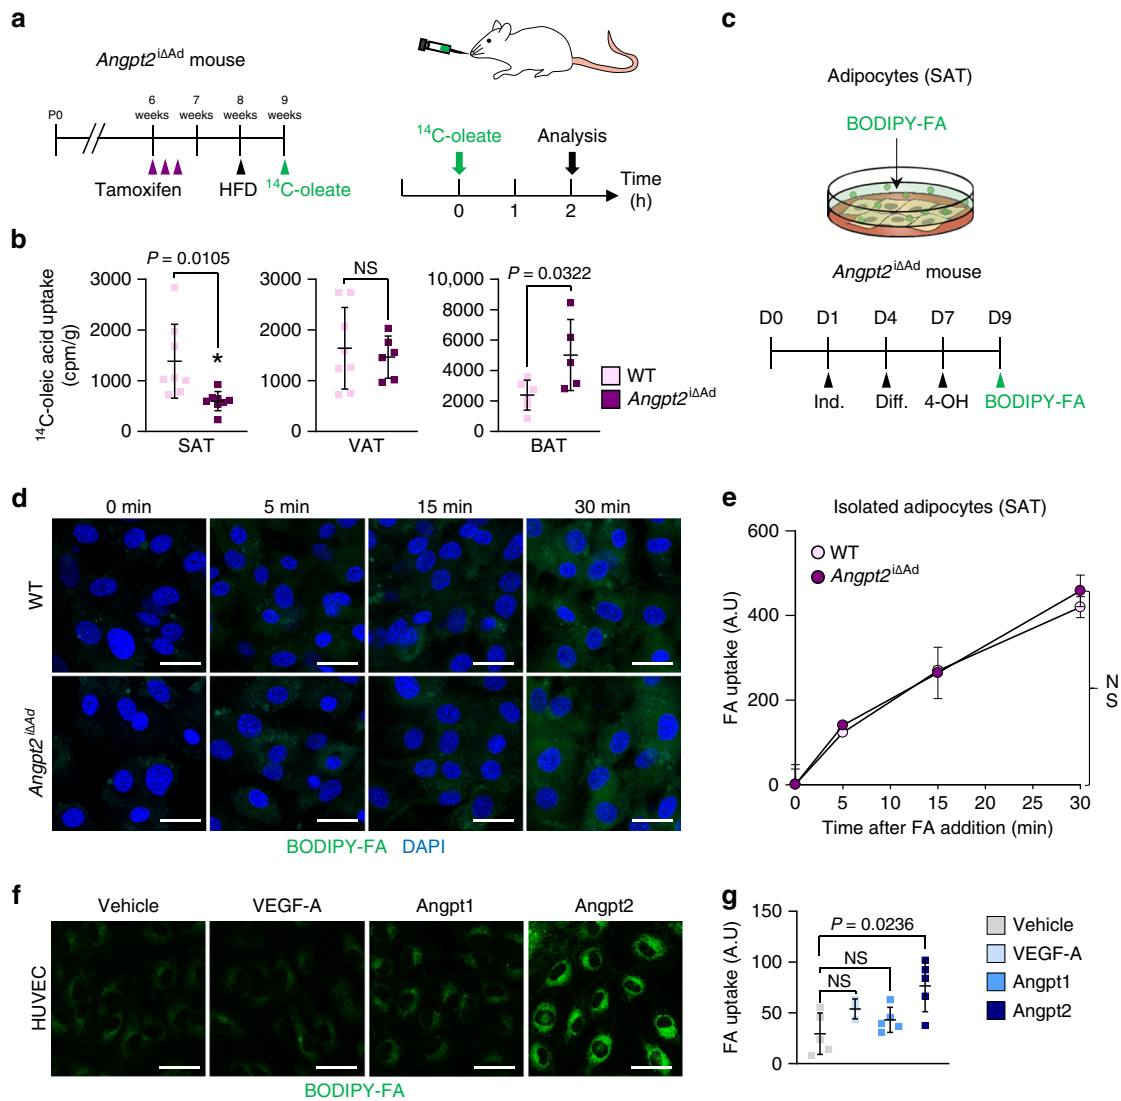 a
Angpt2iΔAd mouse
P0
6 weeks
7 weeks
8 weeks
9 weeks
Tamoxifen
HFD
14C-oleate
14C-oleate
Analysis
Time (h)
0
1
2
b
14C-oleic acid uptake (cpm/g)
P = 0.0105
3000
2000
1000
0
*
SAT
NS
3000
2000
1000
0
VAT
P = 0.0322
10,000
8000
6000
4000
2000
0
BAT
WT
Angpt2iΔAd
c
Adipocytes (SAT)
BODIPY-FA
Angpt2iΔAd mouse
D0
D1
D4
D7
D9
Ind.
Diff.
4-OH
BODIPY-FA
d
0 min
5 min
15 min
30 min
WT
Angpt2iΔAd
BODIPY-FA DAPI
e
Isolated adipocytes (SAT)
FA uptake (A.U)
600
400
200
0
WT
Angpt2iΔAd
N
S
0
5
10
15
20
25
30
Time after FA addition (min)
f
Vehicle
VEGF-A
Angpt1
Angpt2
HUVEC
BODIPY-FA
g
FA uptake (A.U)
150
100
50
0
P = 0.0236
NS
NS
Vehicle
VEGF-A
Angpt1
Angpt2